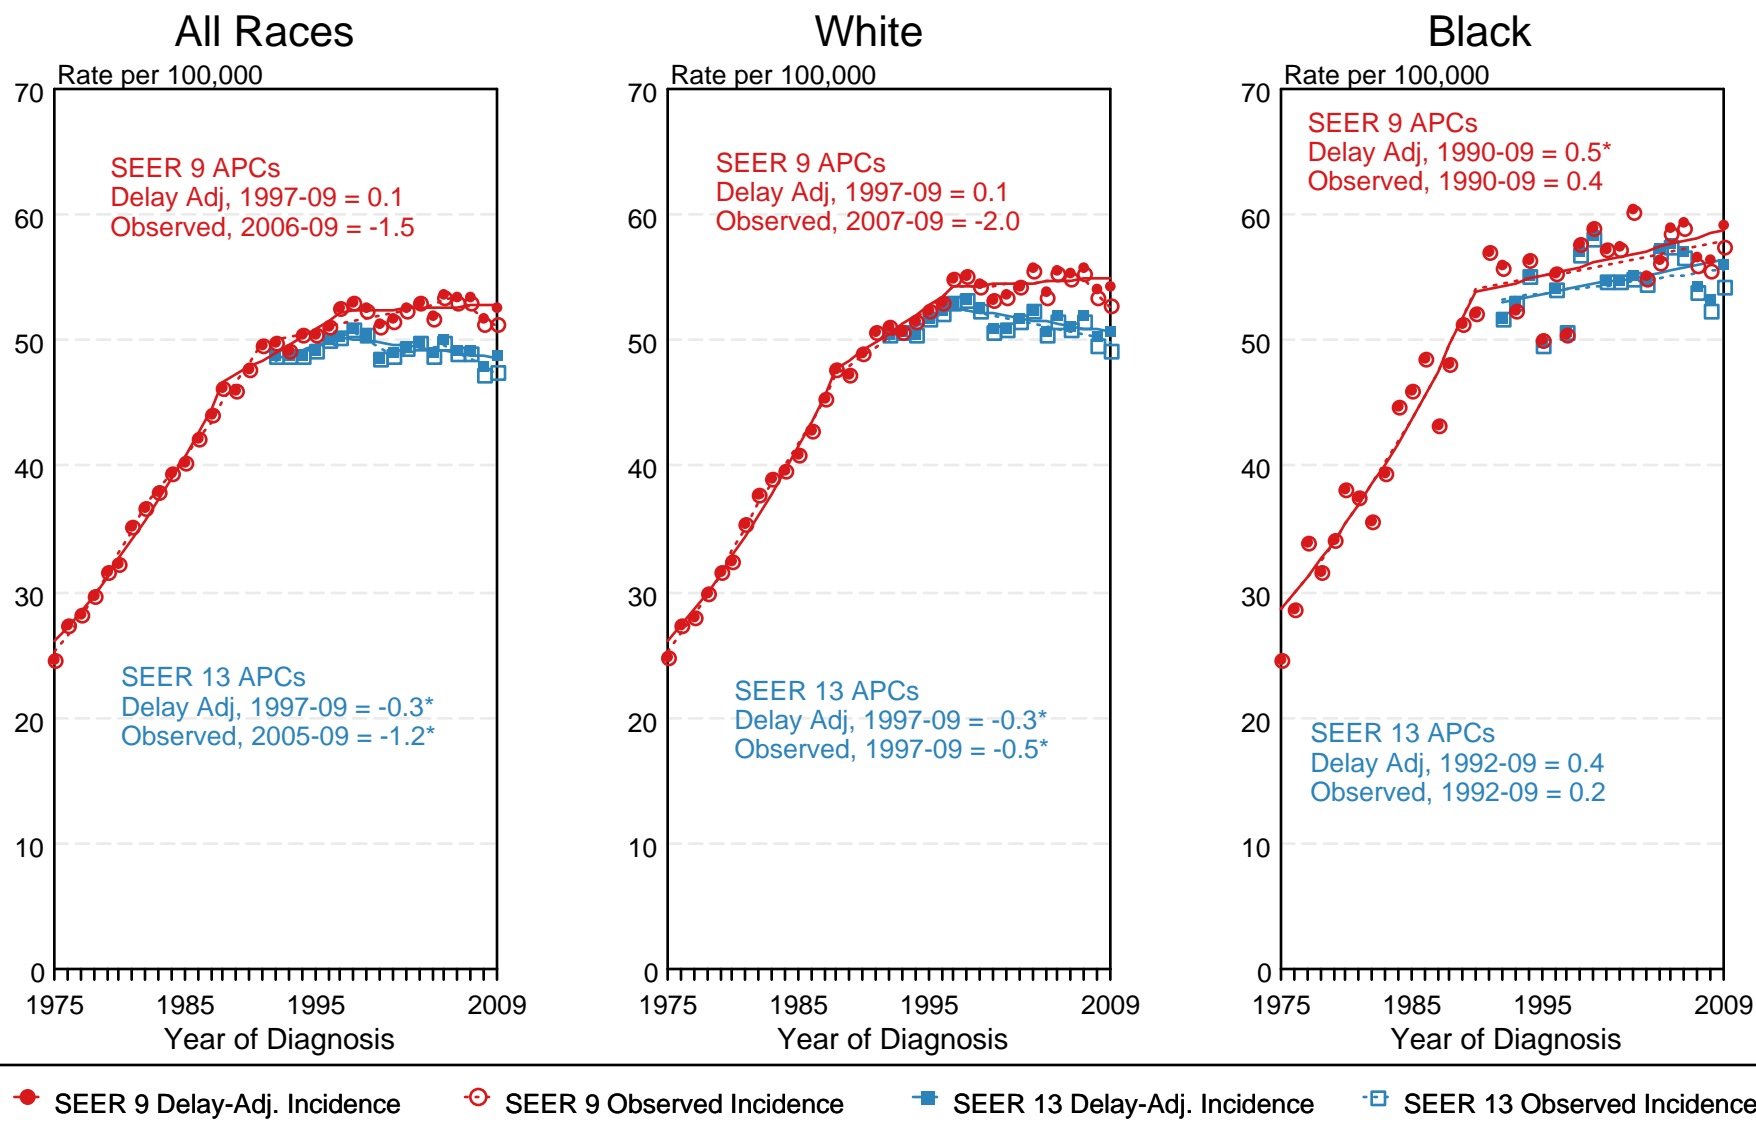 All Races
Rate per 100,000
70
60
50
40
30
20
10
0
SEER 9 APCs
Delay Adj, 1997-09 = 0.1
Observed, 2006-09 = -1.5
SEER 13 APCs
Delay Adj, 1997-09 = -0.3*
Observed, 2005-09 = -1.2*
1975 1985 1995 2009
Year of Diagnosis
White
Rate per 100,000
70
60
50
40
30
20
10
0
SEER 9 APCs
Delay Adj, 1997-09 = 0.1
Observed, 2007-09 = -2.0
SEER 13 APCs
Delay Adj, 1997-09 = -0.3*
Observed, 1997-09 = -0.5*
1975 1985 1995 2009
Year of Diagnosis
Black
Rate per 100,000
70
60
50
40
30
20
10
0
SEER 9 APCs
Delay Adj, 1990-09 = 0.5*
Observed, 1990-09 = 0.4
SEER 13 APCs
Delay Adj, 1992-09 = 0.4
Observed, 1992-09 = 0.2
1975 1985 1995 2009
Year of Diagnosis
SEER 9 Delay-Adj. Incidence SEER 9 Observed Incidence SEER 13 Delay-Adj. Incidence SEER 13 Observed Incidence